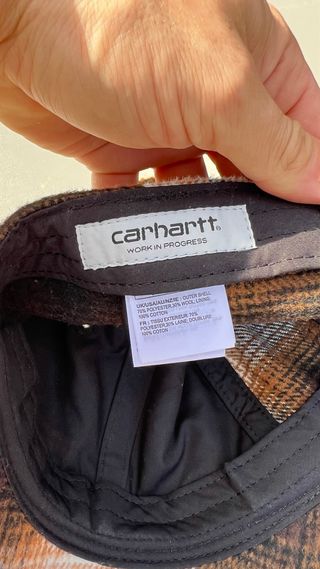 carhartt®
WORK IN PROGRESS
UK/USA/AU/NZ/IE: OUTER SHELL
70% POLYESTER,30% WOOL, LINING:
100% COTTON
FR: TISSU EXTERIEUR: 70%
POLYESTER,30% LAINE, DOUBLURE:
100% COTON